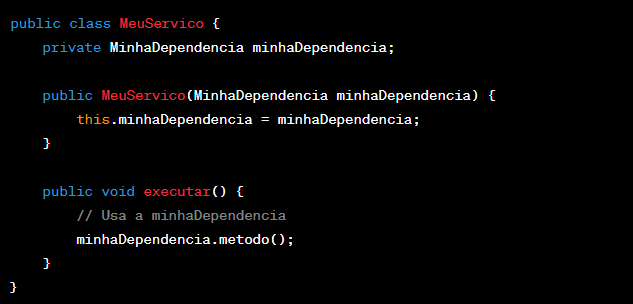 public class MeuServico {
    private MinhaDependencia minhaDependencia;

    public MeuServico(MinhaDependencia minhaDependencia) {
        this.minhaDependencia = minhaDependencia;
    }

    public void executar() {
        // Usa a minhaDependencia
        minhaDependencia.metodo();
    }
}